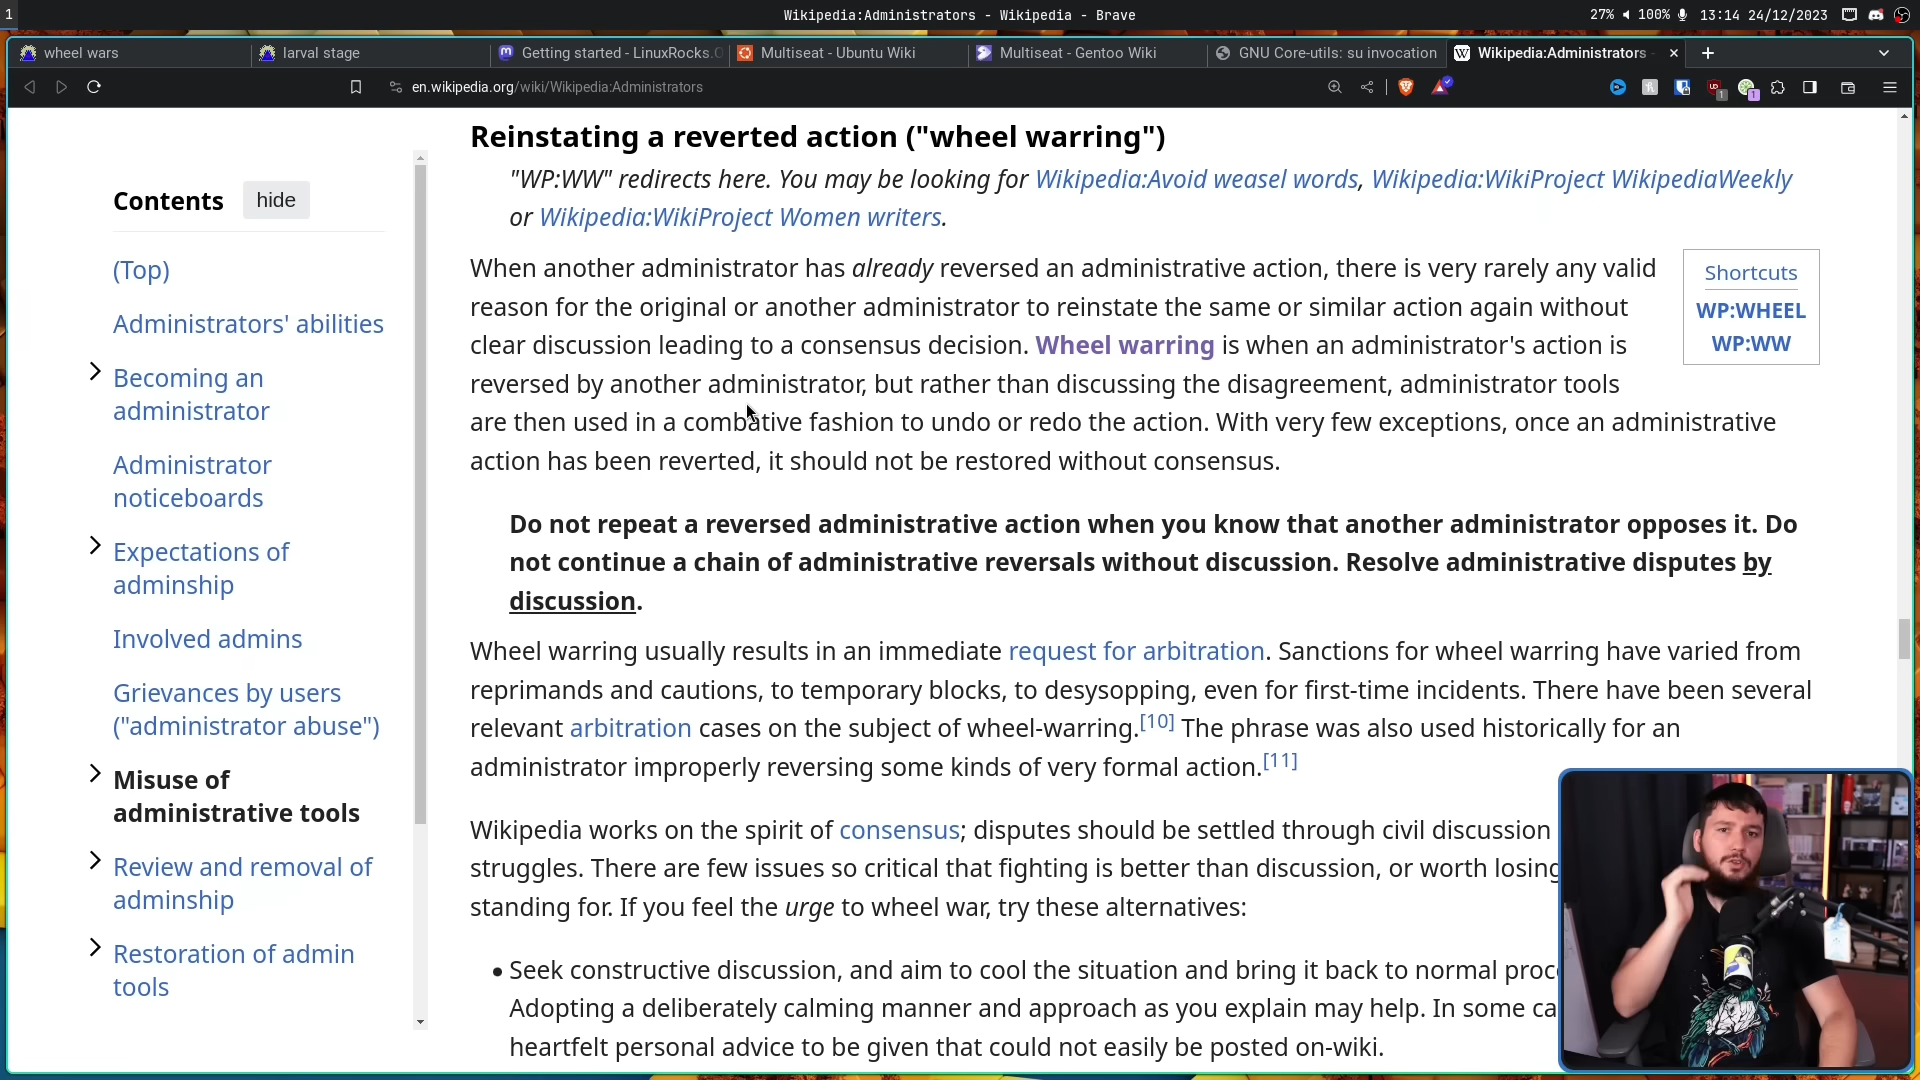 1
Wikipedia:Administrators - Wikipedia - Brave
27% 100% 13:14 24/12/2023
wheel wars
larval stage
Getting started - LinuxRocks.O
Multiseat - Ubuntu Wiki
Multiseat - Gentoo Wiki
GNU Core-utils: su invocation
Wikipedia:Administrators -
en.wikipedia.org/wiki/Wikipedia:Administrators
1
1
Contents
hide
(Top)
Administrators' abilities
Becoming an
administrator
Administrator
noticeboards
Expectations of
adminship
Involved admins
Grievances by users
("administrator abuse")
Misuse of
administrative tools
Review and removal of
adminship
Restoration of admin
tools
Reinstating a reverted action ("wheel warring")
"WP:WW" redirects here. You may be looking for Wikipedia:Avoid weasel words, Wikipedia:WikiProject WikipediaWeekly
or Wikipedia:WikiProject Women writers.
Shortcuts
WP:WHEEL
WP:WW
When another administrator has already reversed an administrative action, there is very rarely any valid
reason for the original or another administrator to reinstate the same or similar action again without
clear discussion leading to a consensus decision. Wheel warring is when an administrator's action is
reversed by another administrator, but rather than discussing the disagreement, administrator tools
are then used in a combative fashion to undo or redo the action. With very few exceptions, once an administrative
action has been reverted, it should not be restored without consensus.
Do not repeat a reversed administrative action when you know that another administrator opposes it. Do
not continue a chain of administrative reversals without discussion. Resolve administrative disputes by
discussion.
Wheel warring usually results in an immediate request for arbitration. Sanctions for wheel warring have varied from
reprimands and cautions, to temporary blocks, to desysopping, even for first-time incidents. There have been several
relevant arbitration cases on the subject of wheel-warring.[10] The phrase was also used historically for an
administrator improperly reversing some kinds of very formal action.[11]
Wikipedia works on the spirit of consensus; disputes should be settled through civil discussion
struggles. There are few issues so critical that fighting is better than discussion, or worth losing
standing for. If you feel the urge to wheel war, try these alternatives:
• Seek constructive discussion, and aim to cool the situation and bring it back to normal proc
Adopting a deliberately calming manner and approach as you explain may help. In some ca
heartfelt personal advice to be given that could not easily be posted on-wiki.